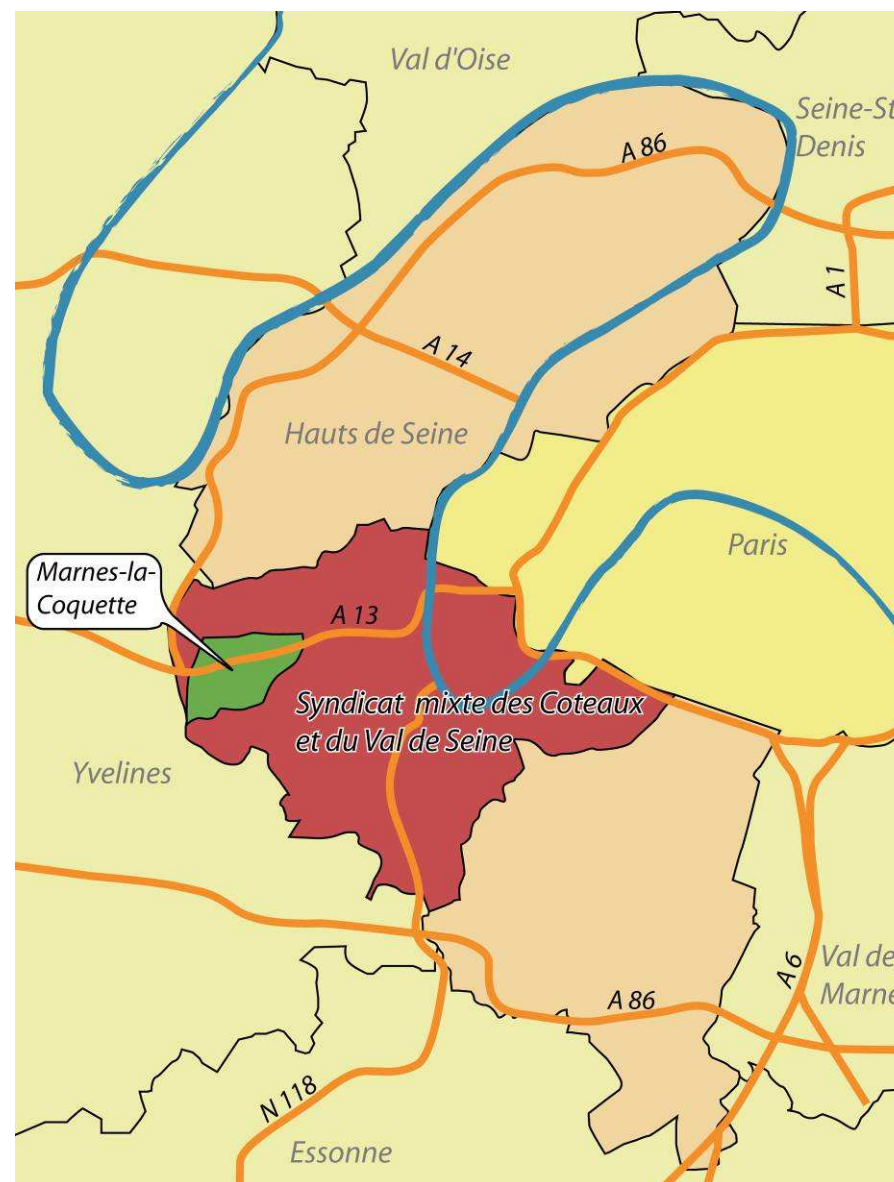 Val d'Oise
Seine-St
Denis
A 86
A 1
A 14
Hauts de Seine
Paris
Marnes-la-
Coquette
A 13
Syndicat mixte des Coteaux
et du Val de Seine
Yvelines
Val de
Marne
A 6
A 86
N 118
Essonne